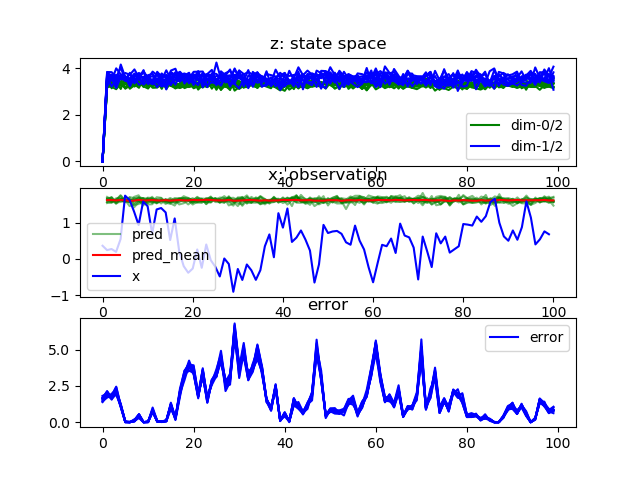 z: state space
4
2
0
dim-0/2
dim-1/2
0 20 40 60 80 100
x: observation
1
0
−1
pred
pred_mean
x
0 20 40 60 80 100
error
5.0
2.5
0.0
error
0 20 40 60 80 100